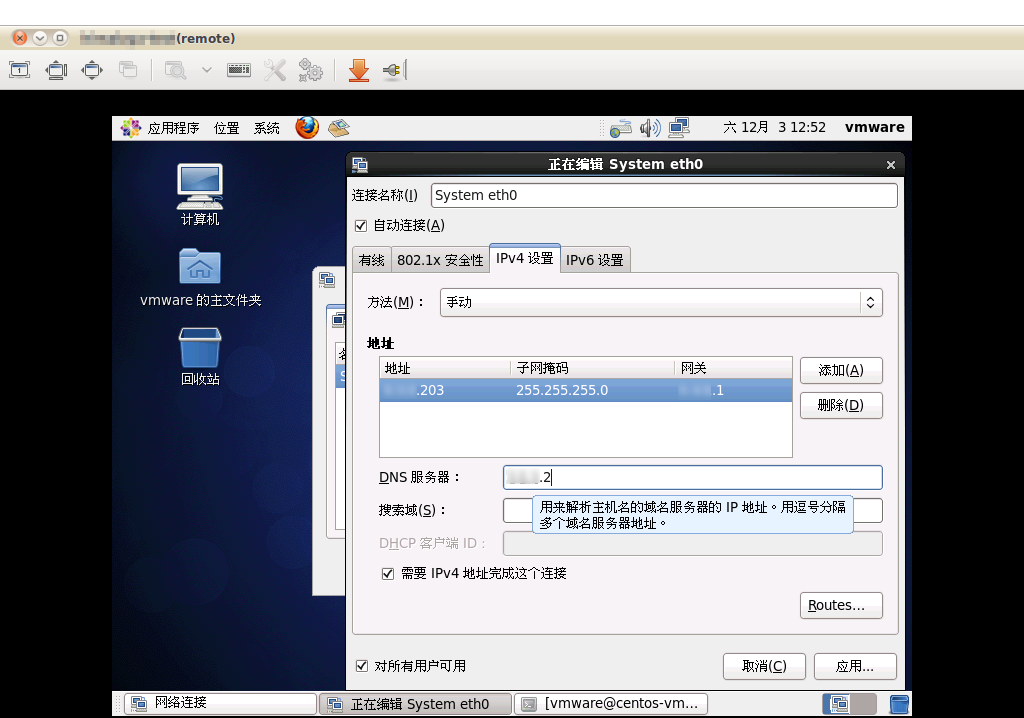 (remote)
应用程序 位置 系统
六 12月 3 12:52 vmware
计算机
vmware 的主文件夹
回收站
正在编辑 System eth0
连接名称(I) System eth0
自动连接(A)
有线 802.1x 安全性 IPv4 设置 IPv6 设置
方法(M)： 手动
地址
地址 子网掩码 网关
.203 255.255.255.0 .1
添加(A)
删除(D)
DNS 服务器： .2
用来解析主机名的域名服务器的 IP 地址。用逗号分隔
多个域名服务器地址。
搜索域(S)：
DHCP 客户端 ID：
需要 IPv4 地址完成这个连接
Routes…
对所有用户可用
取消(C) 应用...
网络连接 正在编辑 System eth0 [vmware@centos-vm...